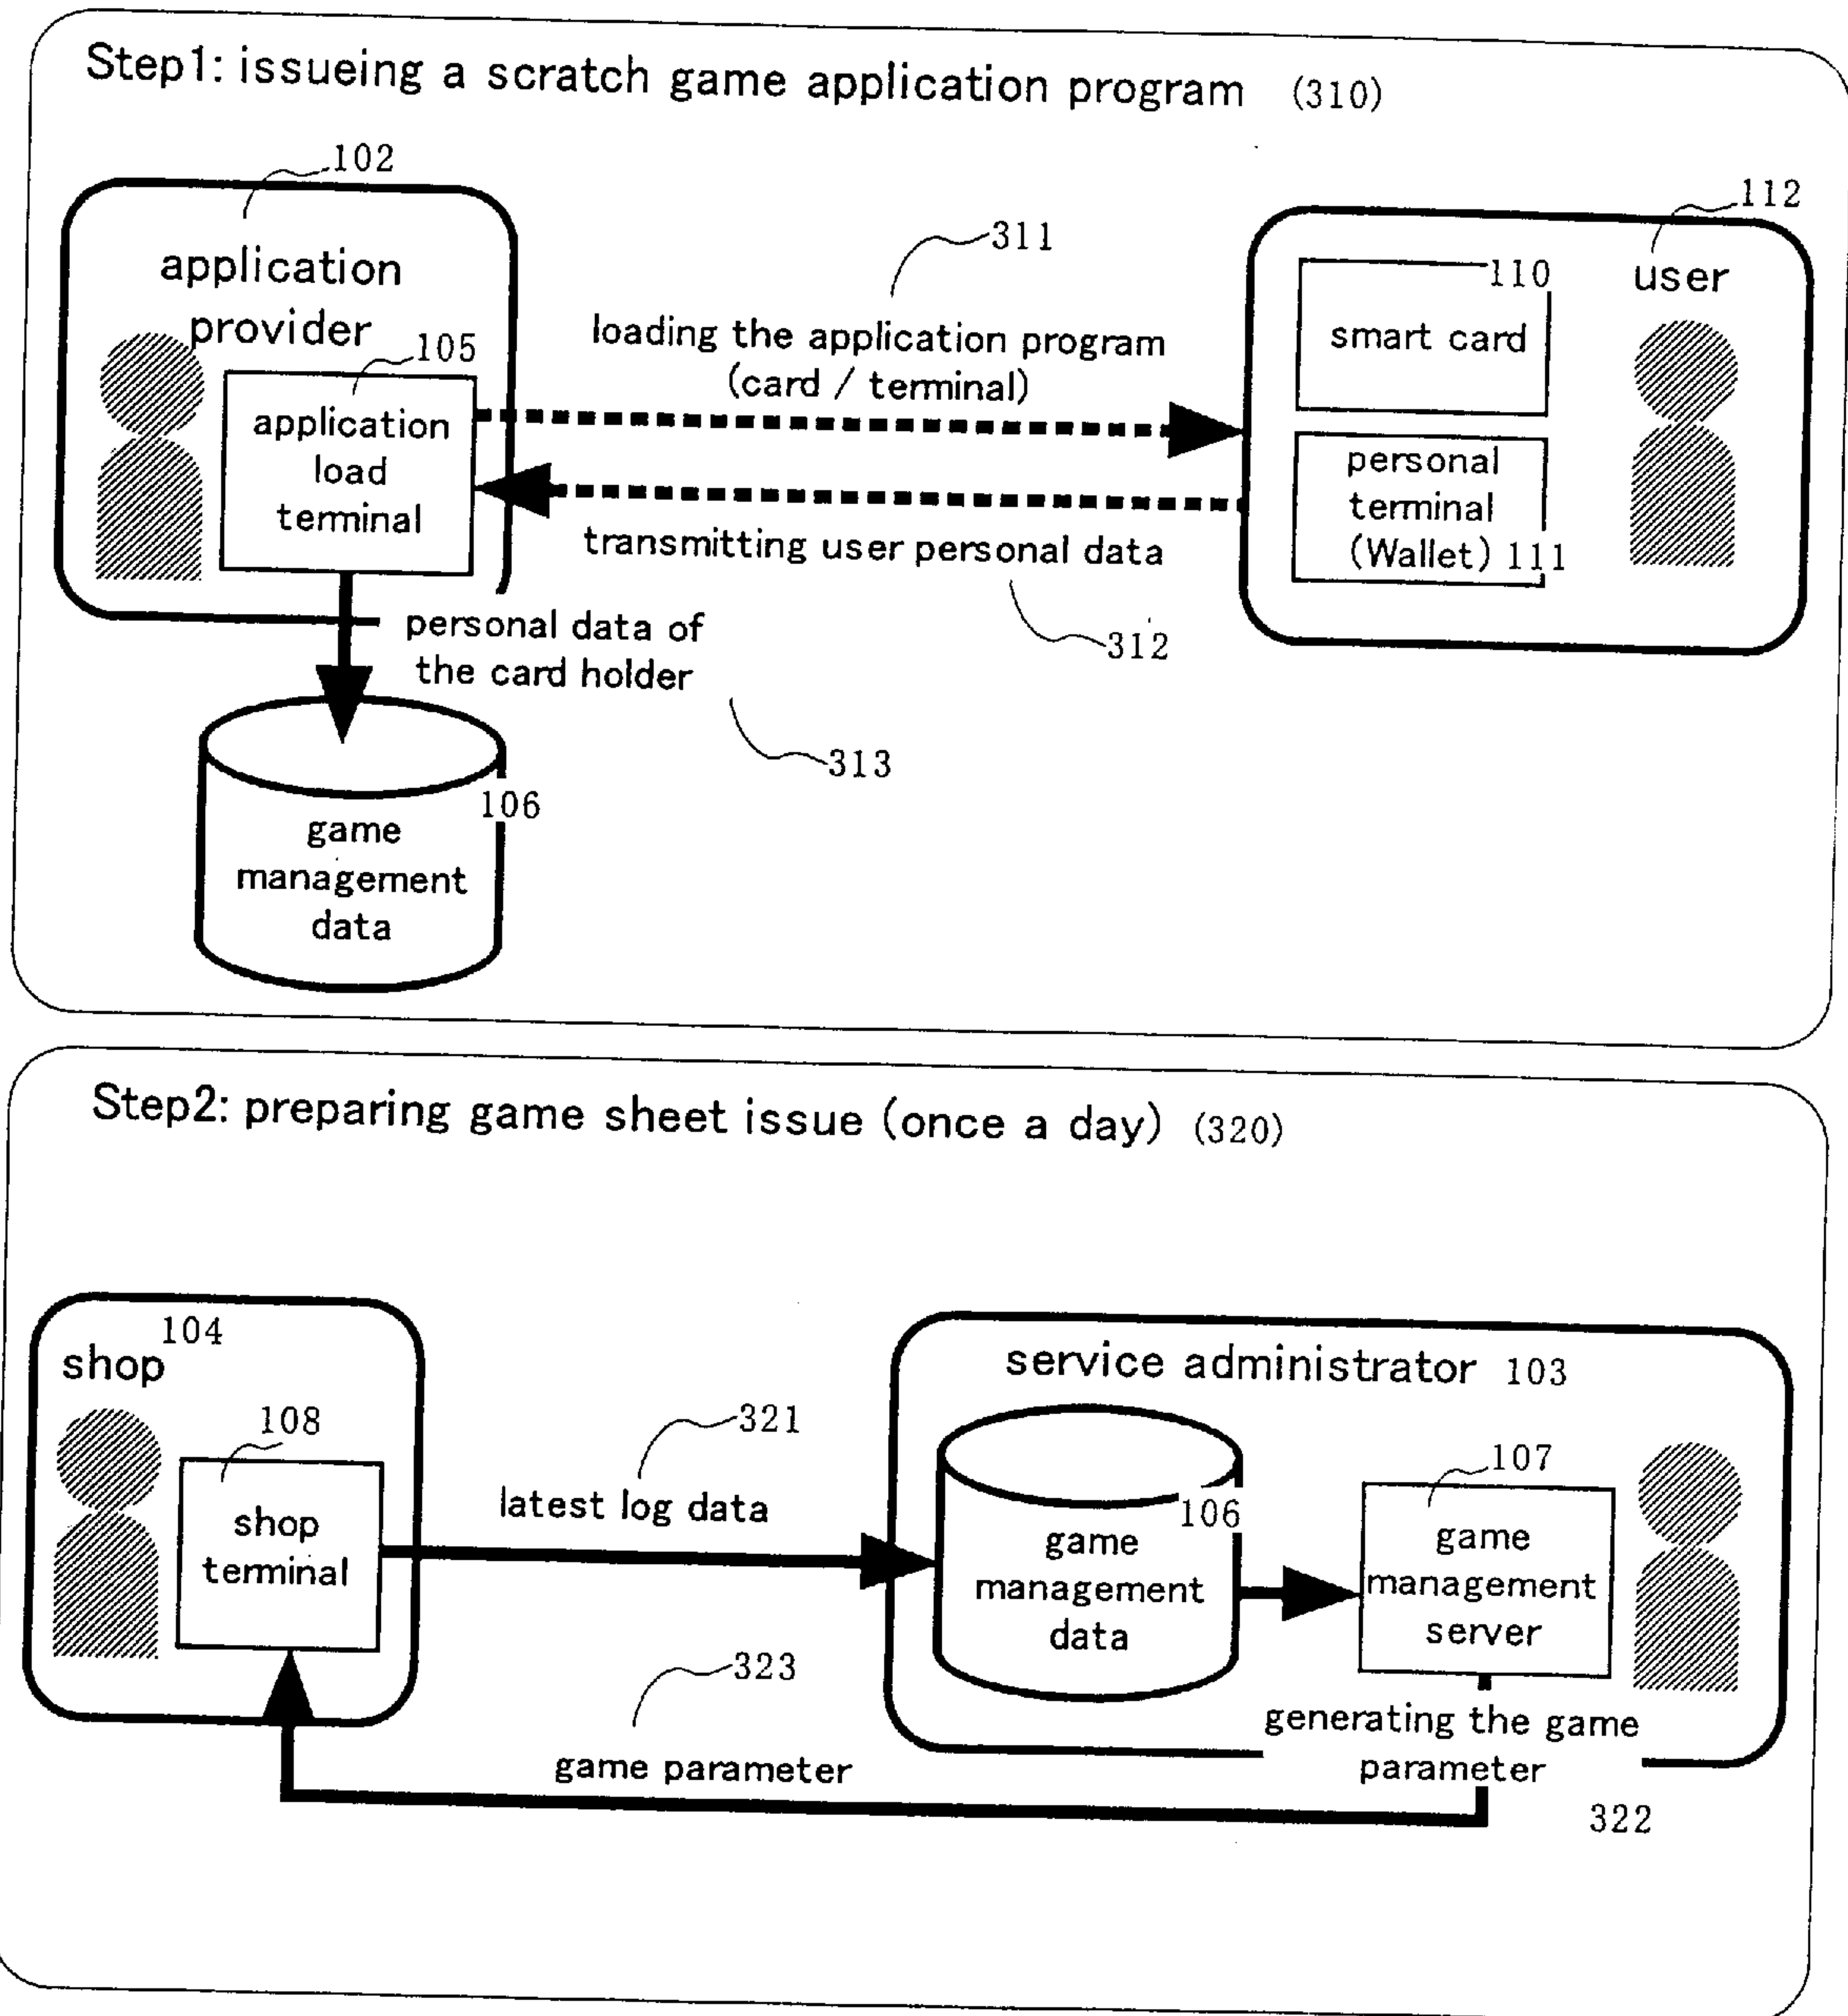 Step1: issueing a scratch game application program (310)
102
112
application
provider
105
application
load
terminal
311
loading the application program
(card / terminal)
transmitting user personal data
312
110
smart card
user
personal
terminal
(Wallet) 111
personal data of
the card holder
313
106
game
management
data
Step2: preparing game sheet issue (once a day) (320)
104
shop
108
shop
terminal
321
latest log data
service administrator 103
106
game
management
data
107
game
management
server
323
game parameter
generating the game
parameter
322